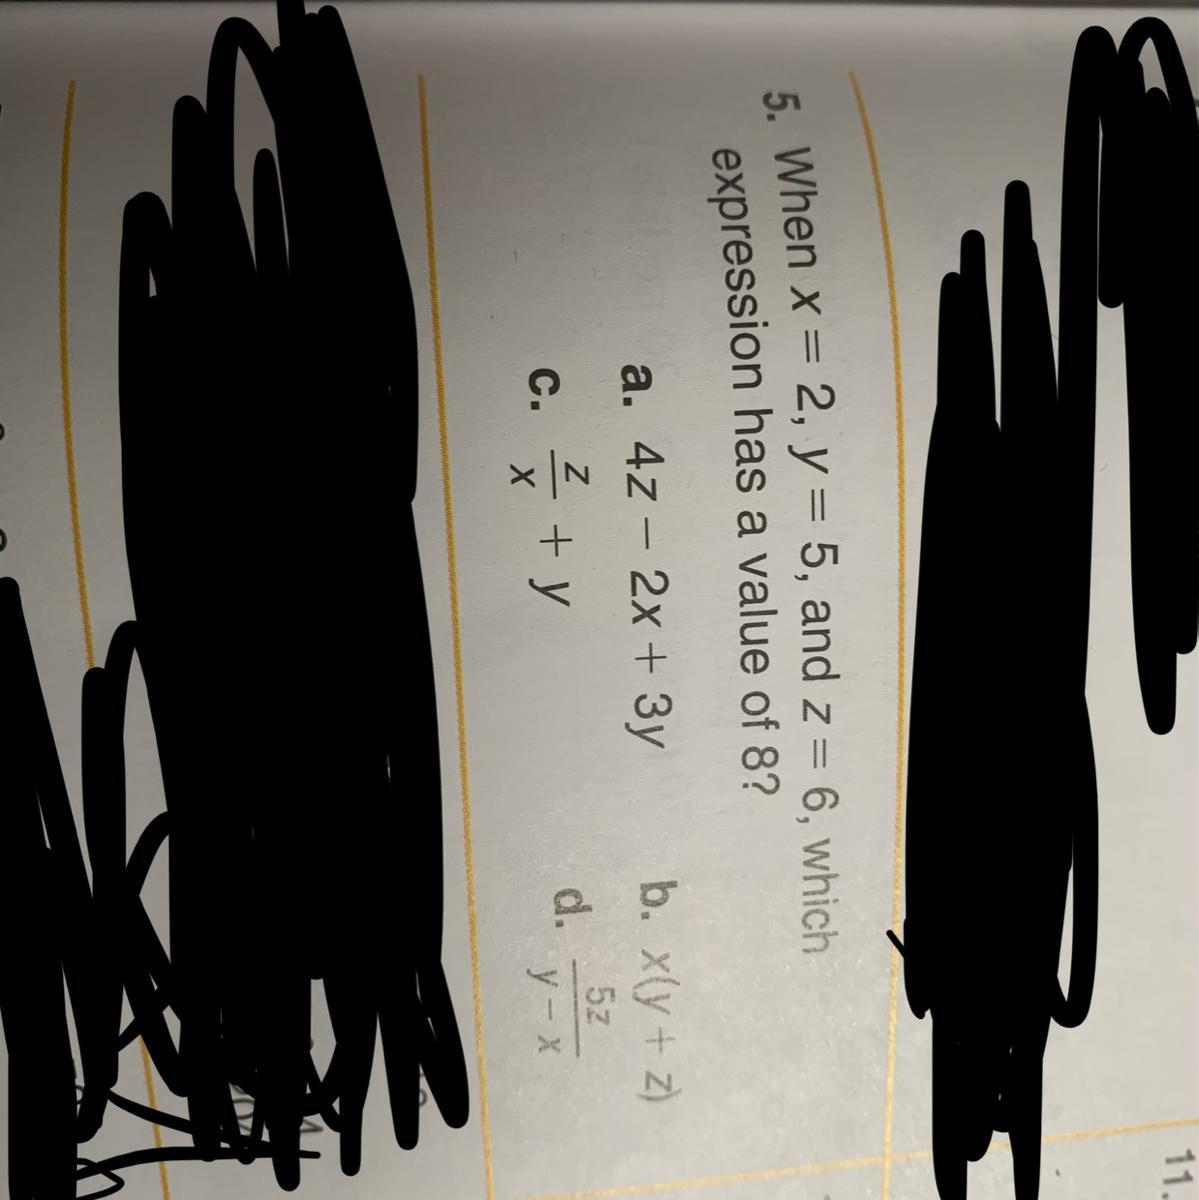 5. When x = 2, y = 5, and z = 6, which
expression has a value of 8?
a. 4z − 2x + 3y b. x(y + z)
c. z/x + y d. 5z/(y − x)
11.